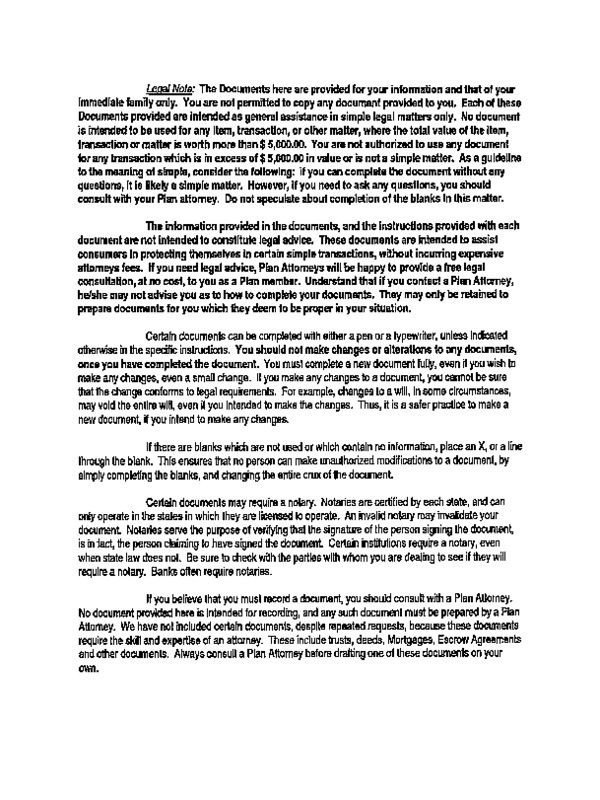 Legal Note: The Documents here are provided for your information and that of your
immediate family only. You are not permitted to copy any document provided to you. Each of these
Documents provided are intended as general assistance in simple legal matters only. No document
is intended to be used for any item, transaction, or other matter, where the total value of the item,
transaction or matter is worth more than $ 5,000.00. You are not authorized to use any document
for any transaction which is in excess of $ 5,000.00 in value or is not a simple matter. As a guideline
to the meaning of simple, consider the following: if you can complete the document without any
questions, it is likely a simple matter. However, if you need to ask any questions, you should
consult with your Plan attorney. Do not speculate about completion of the blanks in this matter.
The information provided in the documents, and the instructions provided with each
document are not intended to constitute legal advice. These documents are intended to assist
consumers in protecting themselves in certain simple transactions, without incurring expensive
attorneys fees. If you need legal advice, Plan Attorneys will be happy to provide a free legal
consultation, at no cost, to you as a Plan member. Understand that if you contact a Plan Attorney,
he/she may not advise you as to how to complete your documents. They may only be retained to
prepare documents for you which they deem to be proper in your situation.
Certain documents can be completed with either a pen or a typewriter, unless indicated
otherwise in the specific instructions. You should not make changes or alterations to any documents,
once you have completed the document. You must complete a new document fully, even if you wish to
make any changes, even a small change. If you make any changes to a document, you cannot be sure
that the change conforms to legal requirements. For example, changes to a will, in some circumstances,
may void the entire will, even if you intended to make the changes. Thus, it is a safer practice to make a
new document, if you intend to make any changes.
If there are blanks which are not used or which contain no information, place an X, or a line
through the blank. This ensures that no person can make unauthorized modifications to a document, by
simply completing the blanks, and changing the entire crux of the document.
Certain documents may require a notary. Notaries are certified by each state, and can
only operate in the states in which they are licensed to operate. An invalid notary may invalidate your
document. Notaries serve the purpose of verifying that the signature of the person signing the document,
is in fact, the person claiming to have signed the document. Certain institutions require a notary, even
when state law does not. Be sure to check with the parties with whom you are dealing to see if they will
require a notary. Banks often require notaries.
If you believe that you must record a document, you should consult with a Plan Attorney.
No document provided here is intended for recording, and any such document must be prepared by a Plan
Attorney. We have not included certain documents, despite repeated requests, because these documents
require the skill and expertise of an attorney. These include trusts, deeds, Mortgages, Escrow Agreements
and other documents. Always consult a Plan Attorney before drafting one of these documents on your
own.